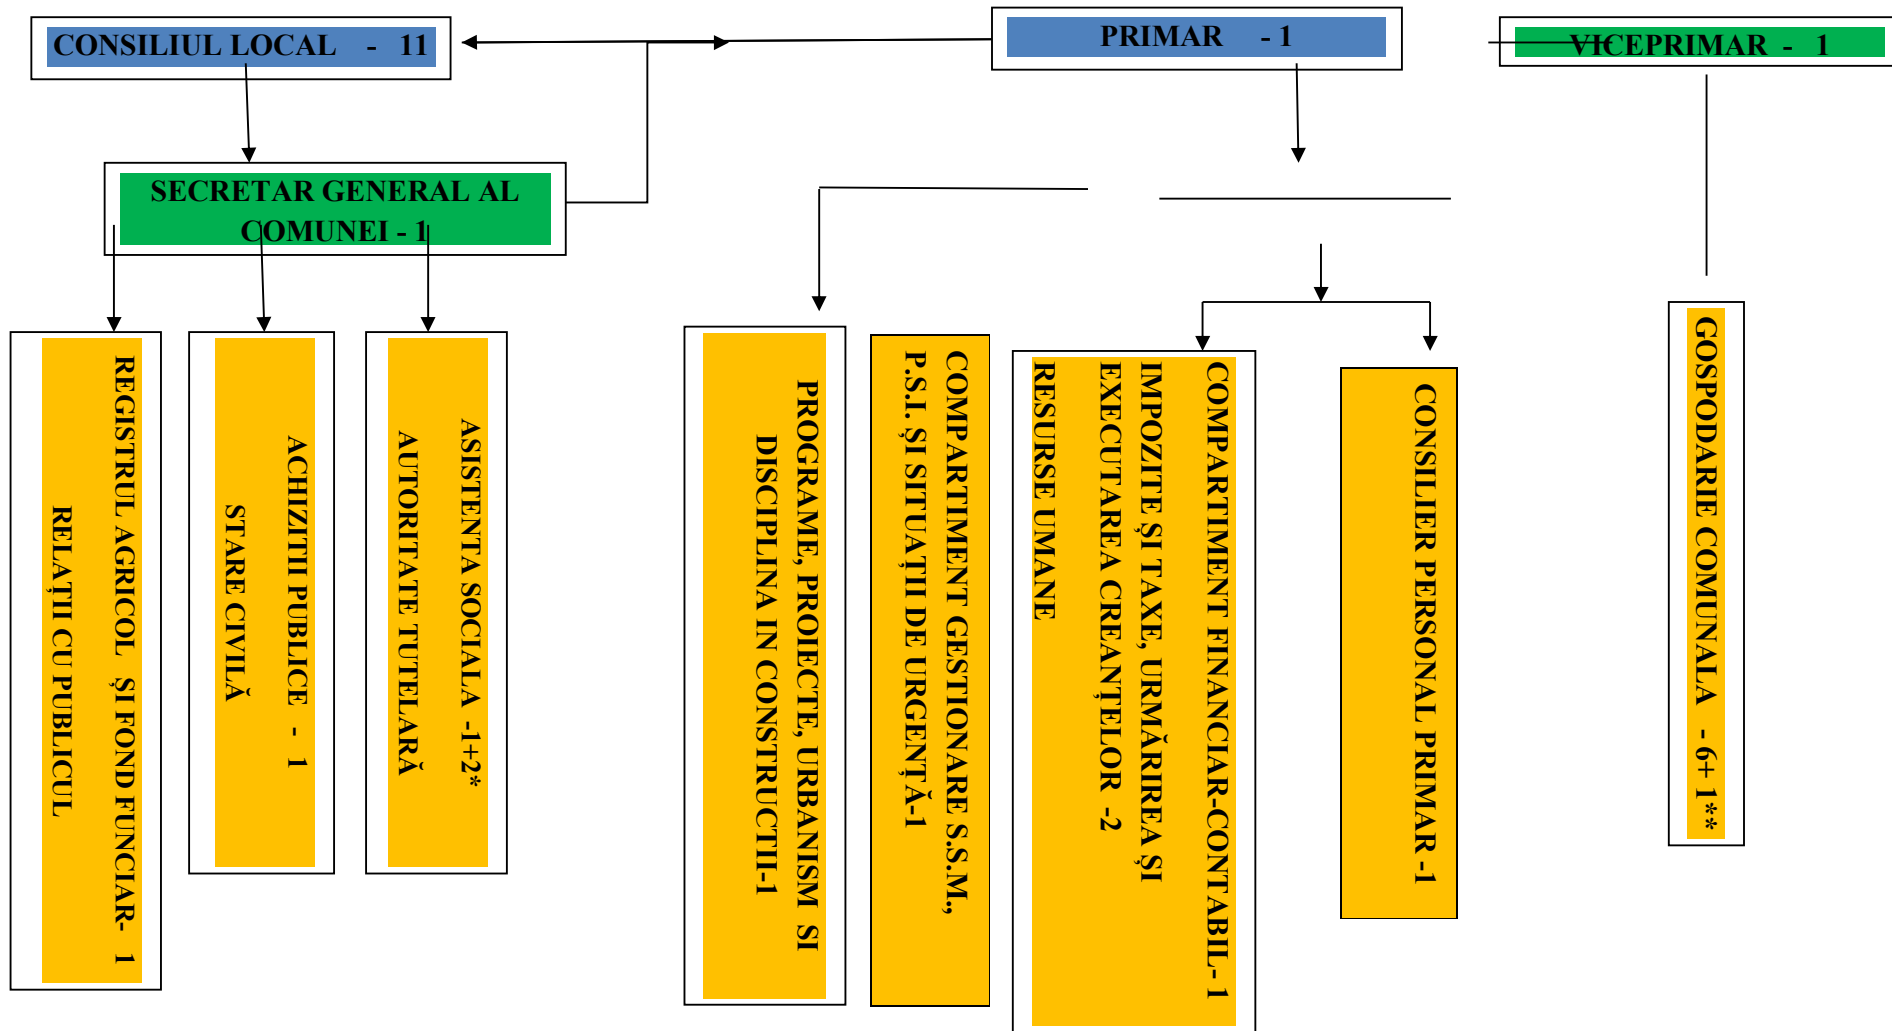 CONSILIUL LOCAL - 11
PRIMAR - 1
VICEPRIMAR - 1
SECRETAR GENERAL AL
COMUNEI - 1
REGISTRUL AGRICOL ȘI FOND FUNCIAR- 1
RELAȚII CU PUBLICUL
ACHIZITII PUBLICE - 1
STARE CIVILĂ
ASISTENTA SOCIALA -1+2*
AUTORITATE TUTELARĂ
PROGRAME, PROIECTE, URBANISM SI
DISCIPLINA IN CONSTRUCTII-1
COMPARTIMENT GESTIONARE S.S.M.,
P.S.I. ȘI SITUAȚII DE URGENȚĂ-1
COMPARTIMENT FINANCIAR-CONTABIL- 1
IMPOZITE ȘI TAXE, URMĂRIREA ȘI
EXECUTAREA CREANȚELOR -2
RESURSE UMANE
CONSILIER PERSONAL PRIMAR -1
GOSPODARIE COMUNALA - 6+ 1**